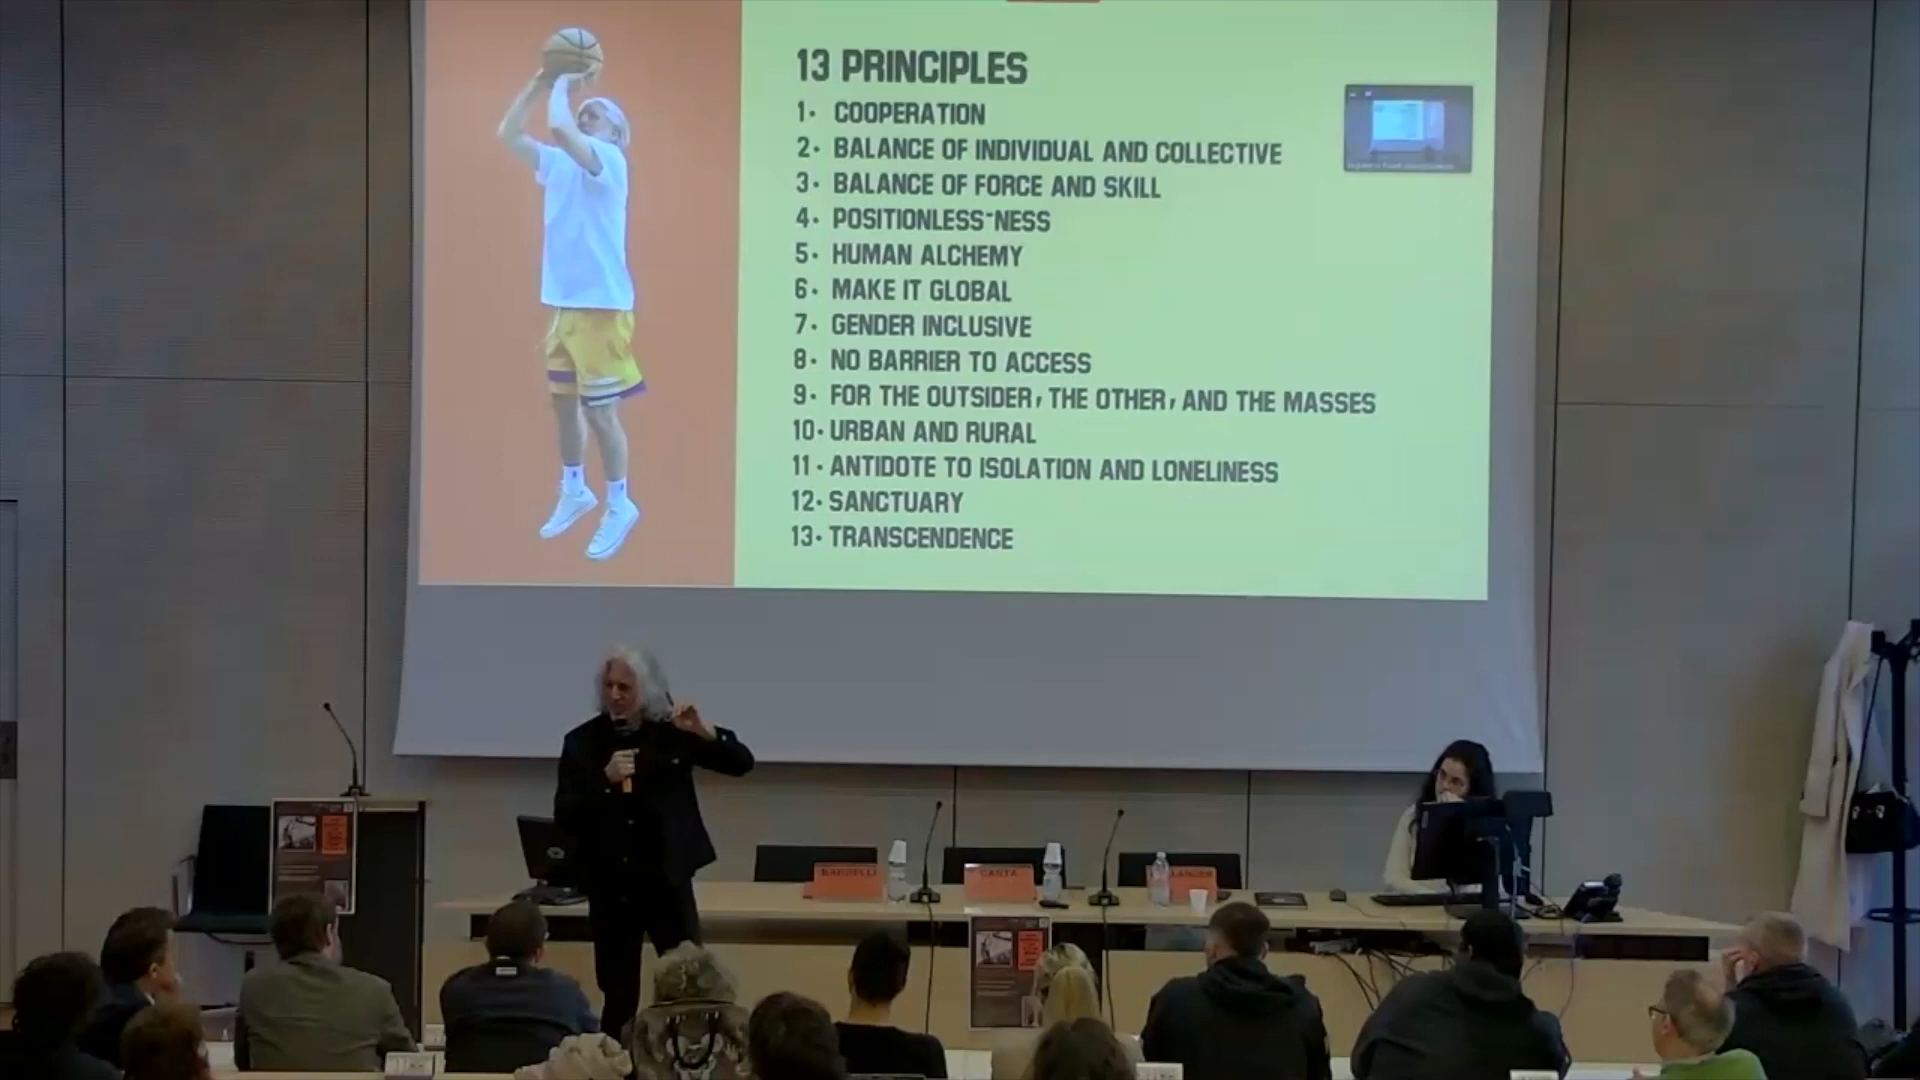 13 PRINCIPLES
1. COOPERATION
2. BALANCE OF INDIVIDUAL AND COLLECTIVE
3. BALANCE OF FORCE AND SKILL
4. POSITIONLESS-NESS
5. HUMAN ALCHEMY
6. MAKE IT GLOBAL
7. GENDER INCLUSIVE
8. NO BARRIER TO ACCESS
9. FOR THE OUTSIDER, THE OTHER, AND THE MASSES
10. URBAN AND RURAL
11. ANTIDOTE TO ISOLATION AND LONELINESS
12. SANCTUARY
13. TRANSCENDENCE